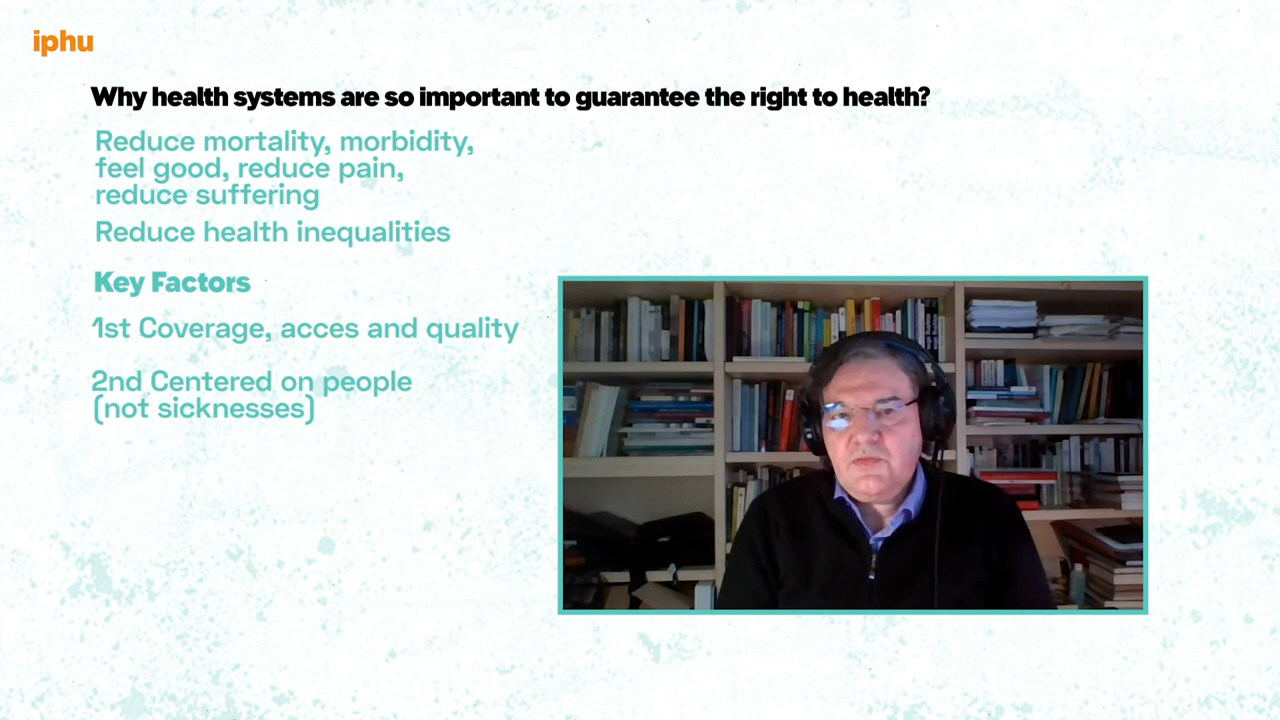 iphu
Why health systems are so important to guarantee the right to health?
Reduce mortality, morbidity,
feel good, reduce pain,
reduce suffering
Reduce health inequalities
Key Factors
1st Coverage, acces and quality
2nd Centered on people
(not sicknesses)